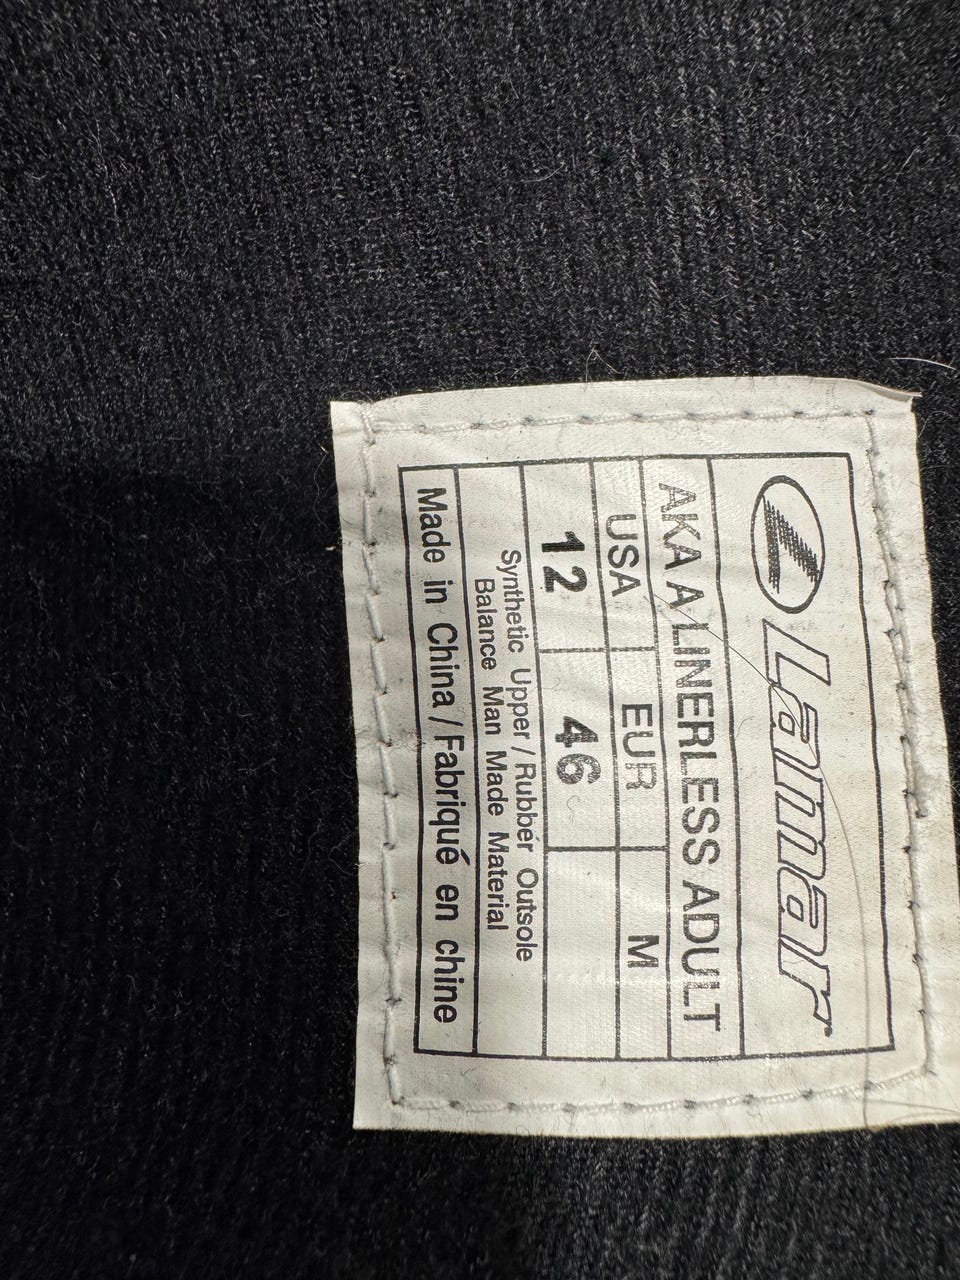 Lamar
AKA A LINERLESS ADULT
USA EUR M
12 46
Synthetic Upper / Rubber Outsole
Balance Man Made Material
Made in China / Fabriqué en chine